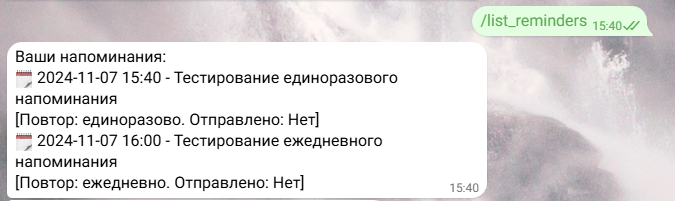 /list_reminders 15:40
Ваши напоминания:
🗓 2024-11-07 15:40 - Тестирование единоразового
напоминания
[Повтор: единоразово. Отправлено: Нет]
🗓 2024-11-07 16:00 - Тестирование ежедневного
напоминания
[Повтор: ежедневно. Отправлено: Нет]
15:40